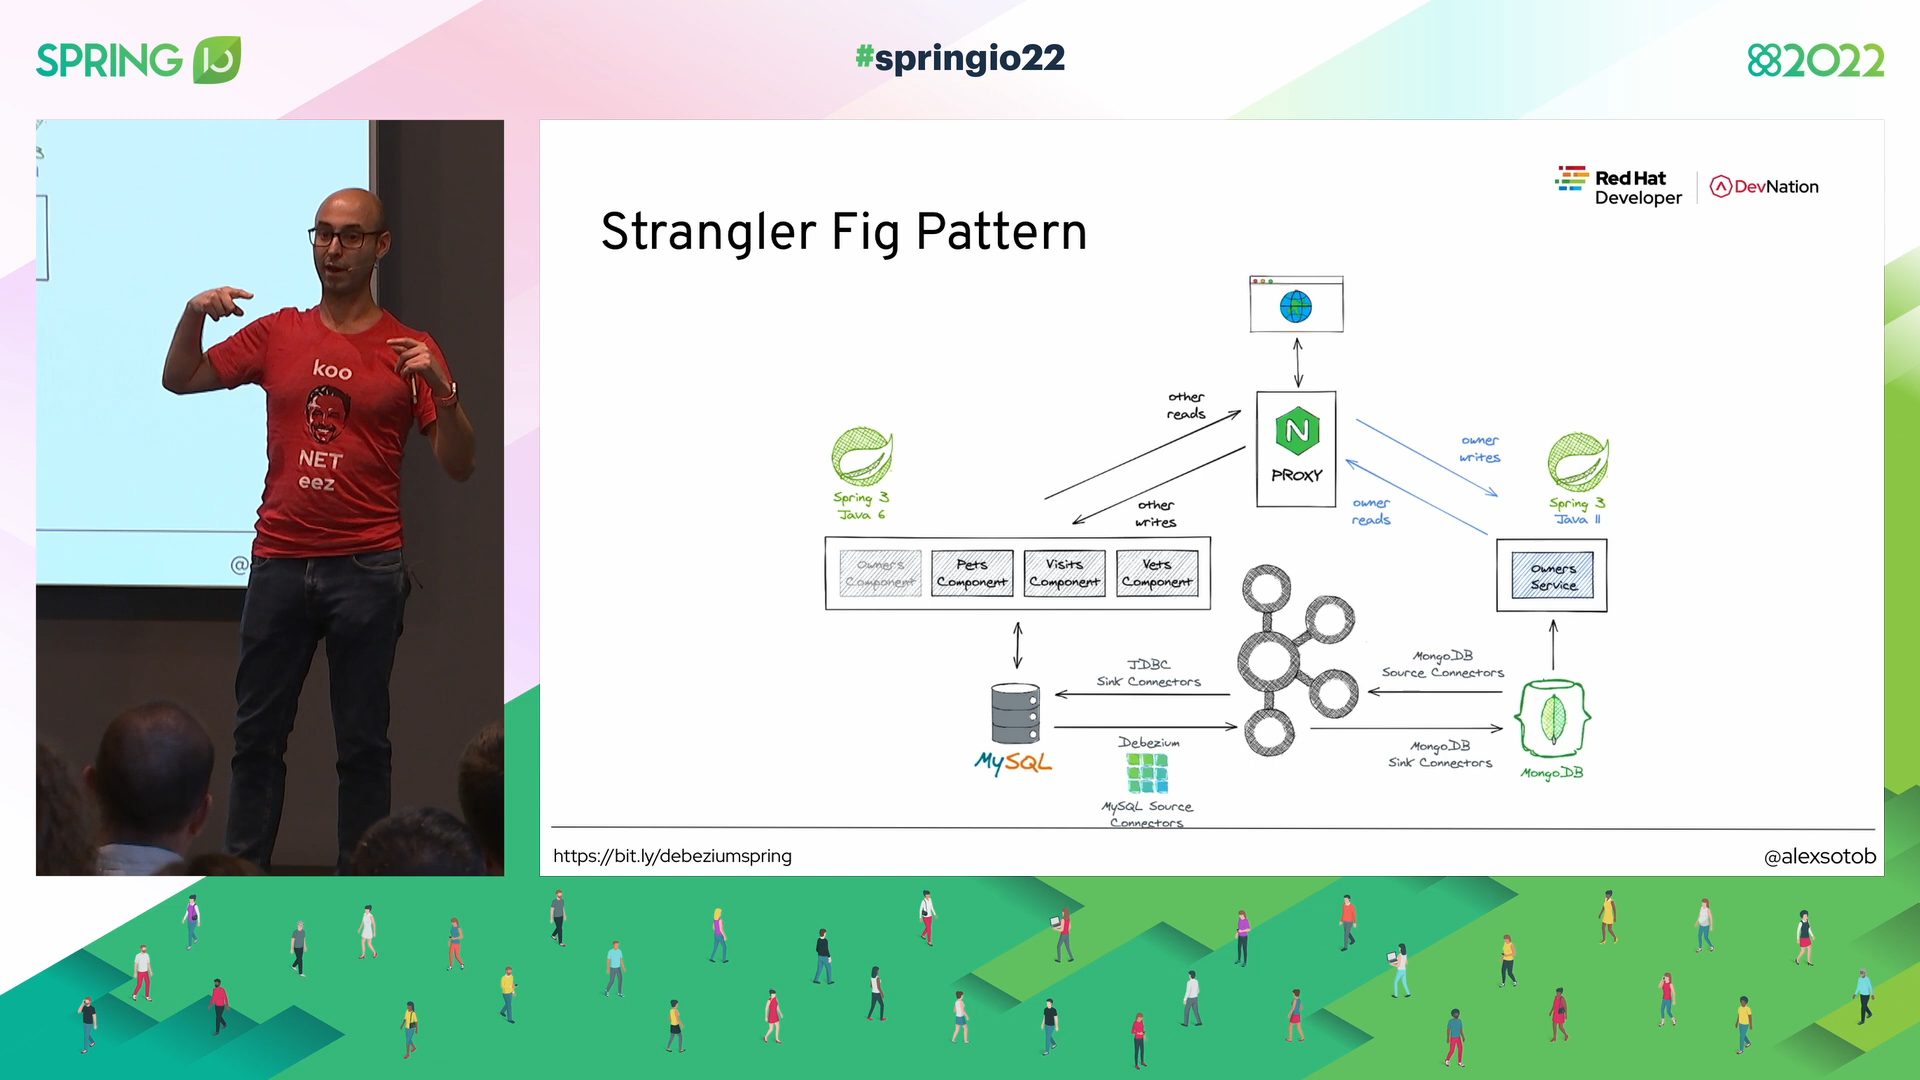 SPRING IO
#springio22
2022
koo
NET
eez
@
Red Hat
Developer
DevNation
Strangler Fig Pattern
other
reads
N
PROXY
owner
writes
Spring 3
Java 6
other
writes
owner
reads
Spring 3
Java 11
Owners
Component
Pets
Component
Visits
Component
Vets
Component
Owners
Service
JDBC
Sink Connectors
MongoDB
Source Connectors
MySQL
Debezium
MySQL Source
Connectors
MongoDB
Sink Connectors
MongoDB
https://bit.ly/debeziumspring
@alexsotob